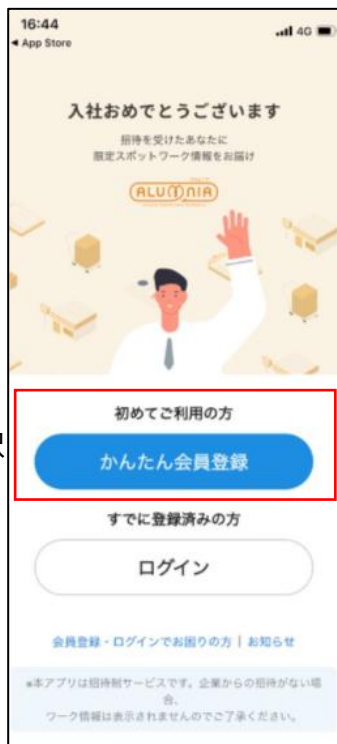 16:44
◀ App Store
4G
入社おめでとうございます
招待を受けたあなたに
限定スポットワーク情報をお届け
ALUMNIA
初めてご利用の方
かんたん会員登録
すでに登録済みの方
ログイン
会員登録・ログインでお困りの方 | お知らせ
※本アプリは招待制サービスです。企業からの招待がない場
合、
ワーク情報は表示されませんのでご了承ください。